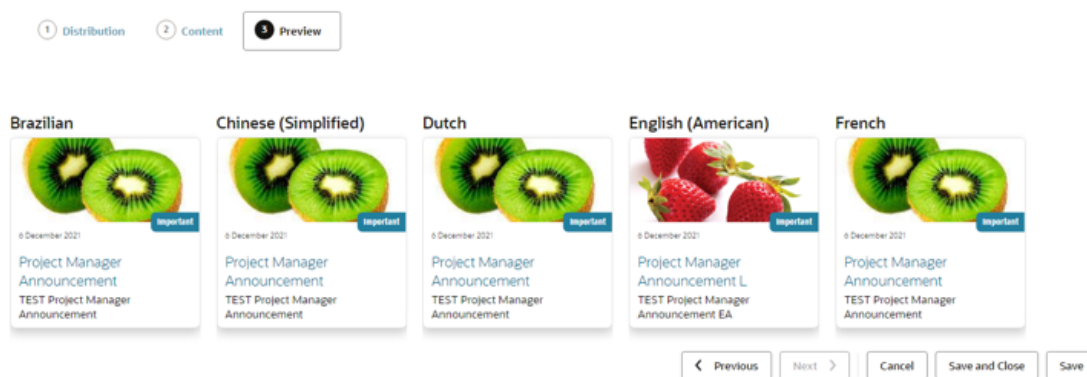 1 Distribution 2 Content 3 Preview
Brazilian
Important
6 December 2021
Project Manager
Announcement
TEST Project Manager
Announcement
Chinese (Simplified)
Important
6 December 2021
Project Manager
Announcement
TEST Project Manager
Announcement
Dutch
Important
6 December 2021
Project Manager
Announcement
TEST Project Manager
Announcement
English (American)
Important
6 December 2021
Project Manager
Announcement L
TEST Project Manager
Announcement EA
French
Important
6 December 2021
Project Manager
Announcement
TEST Project Manager
Announcement
Previous Next Cancel Save and Close Save